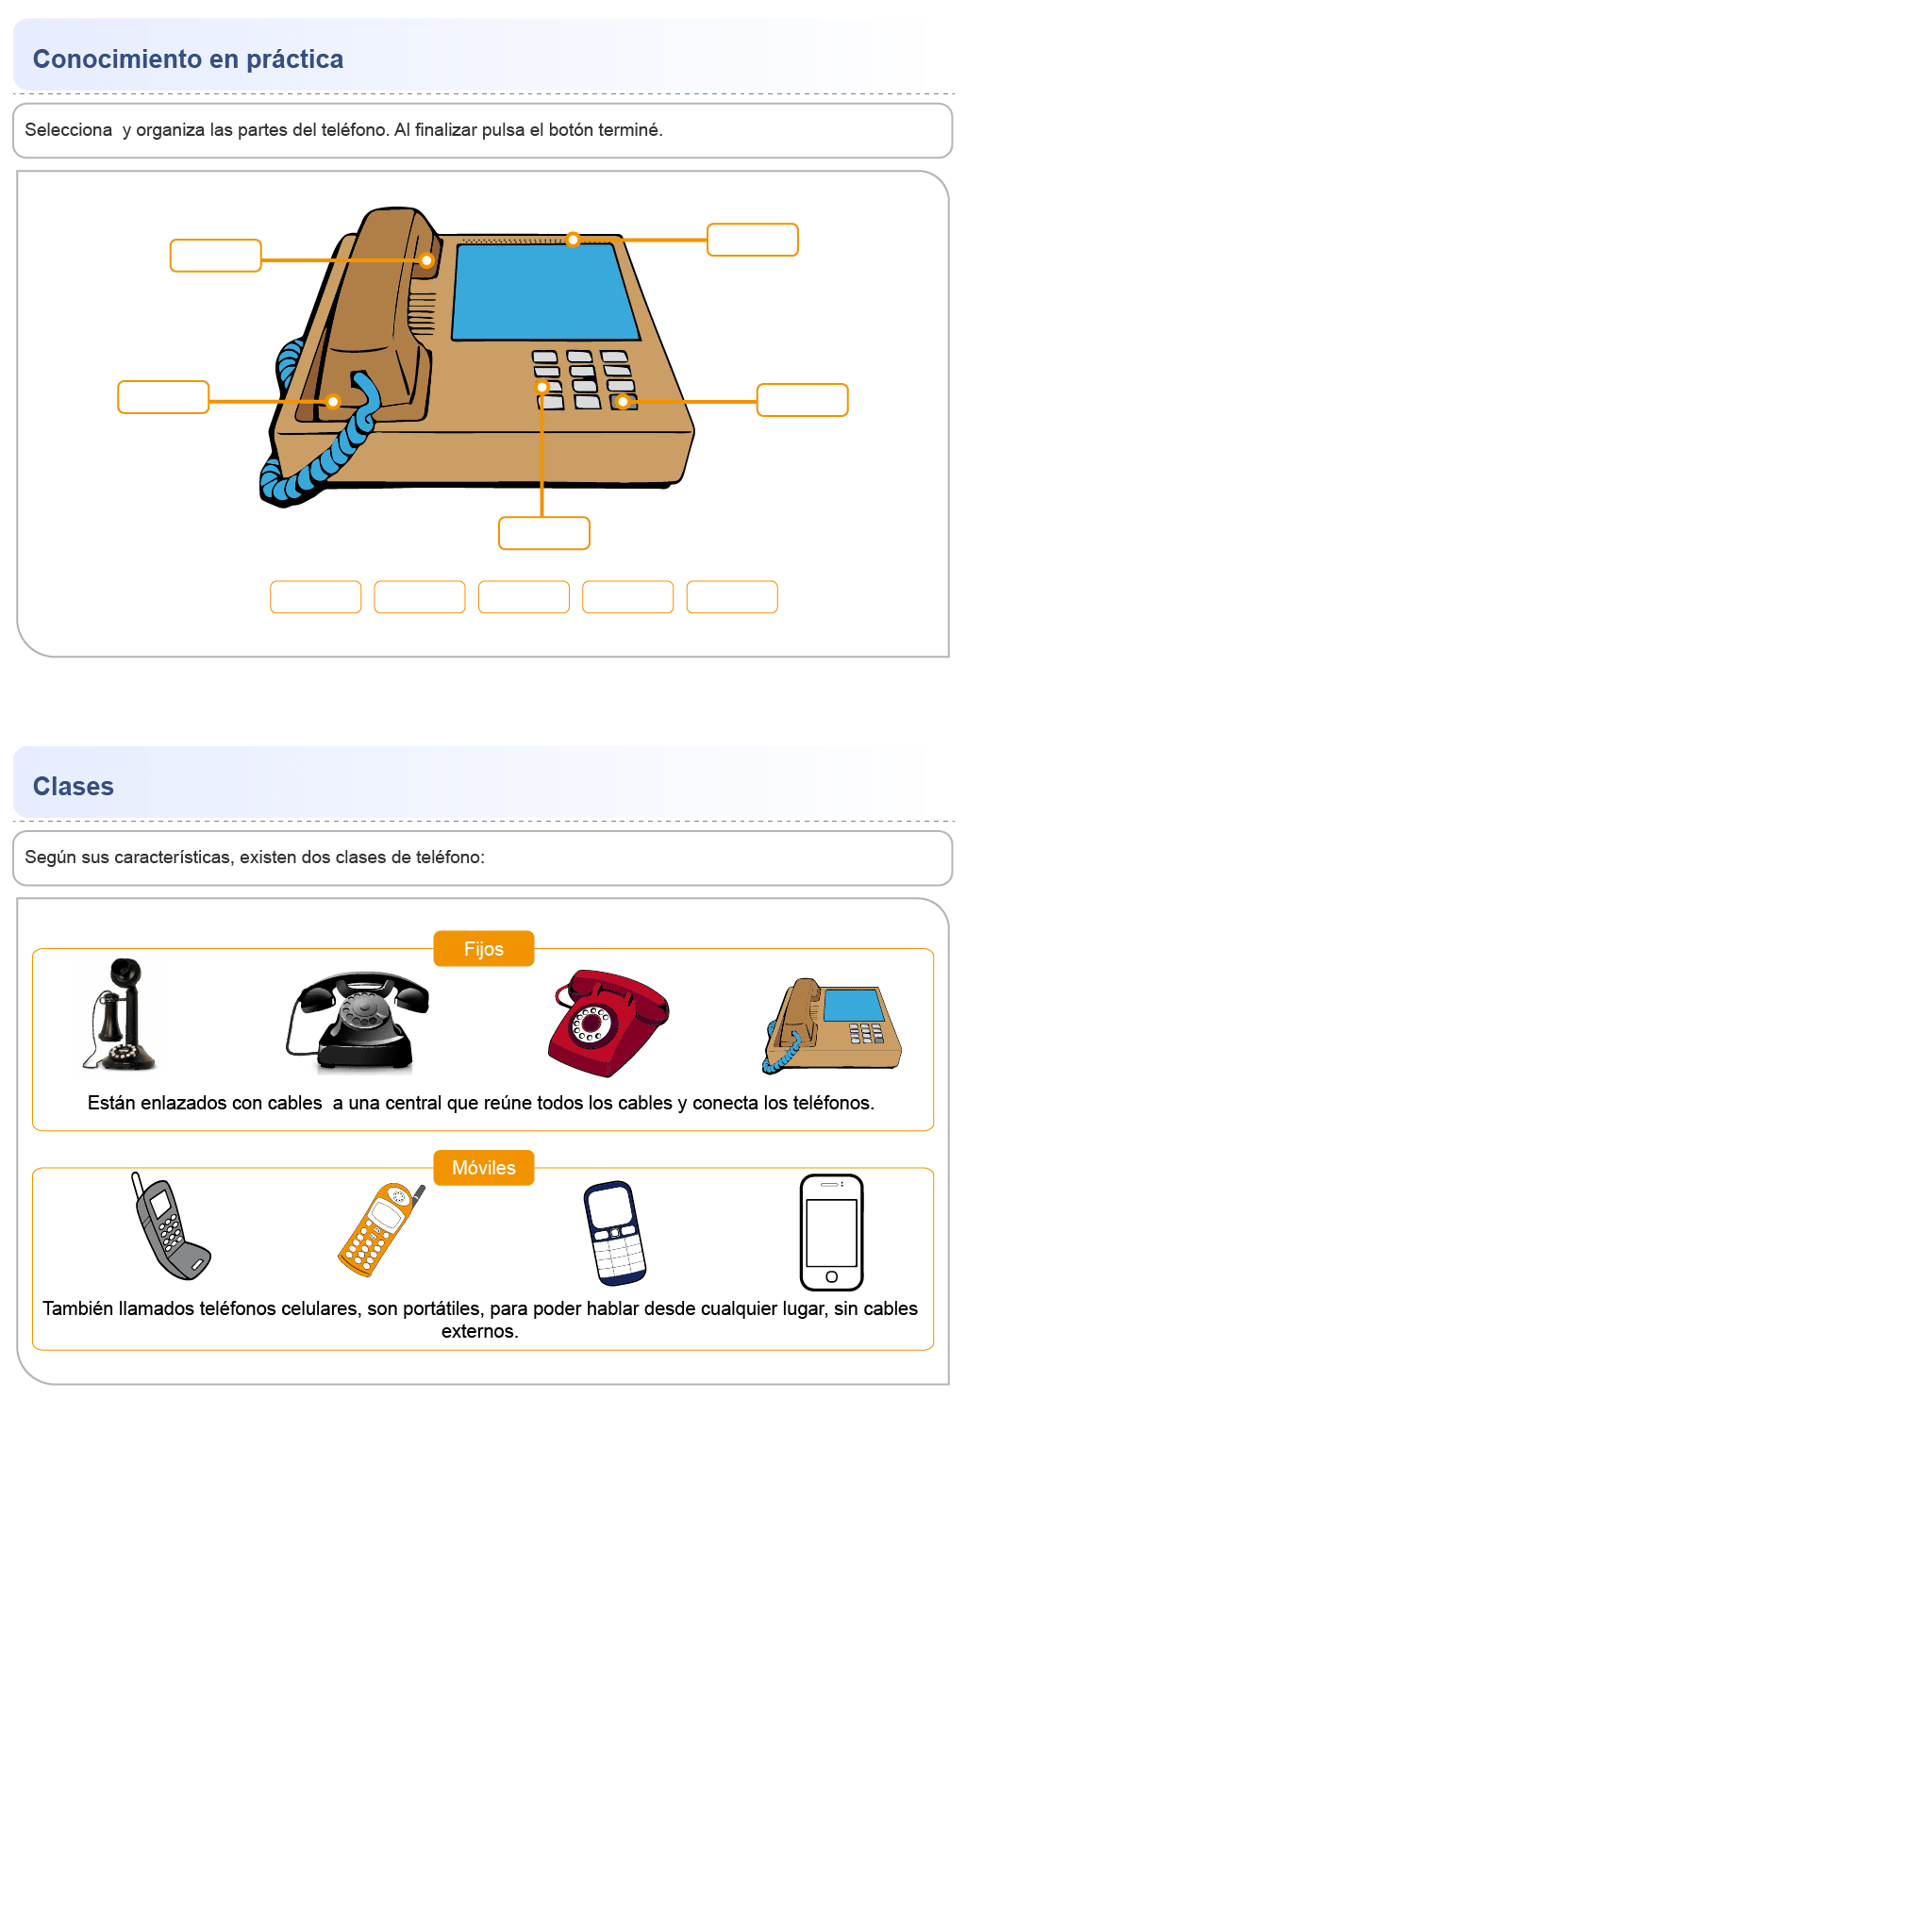 Conocimiento en práctica
Selecciona  y organiza las partes del teléfono. Al finalizar pulsa el botón terminé.
Clases
Según sus características, existen dos clases de teléfono:
Fijos
Están enlazados con cables  a una central que reúne todos los cables y conecta los teléfonos.
Móviles
También llamados teléfonos celulares, son portátiles, para poder hablar desde cualquier lugar, sin cables
externos.